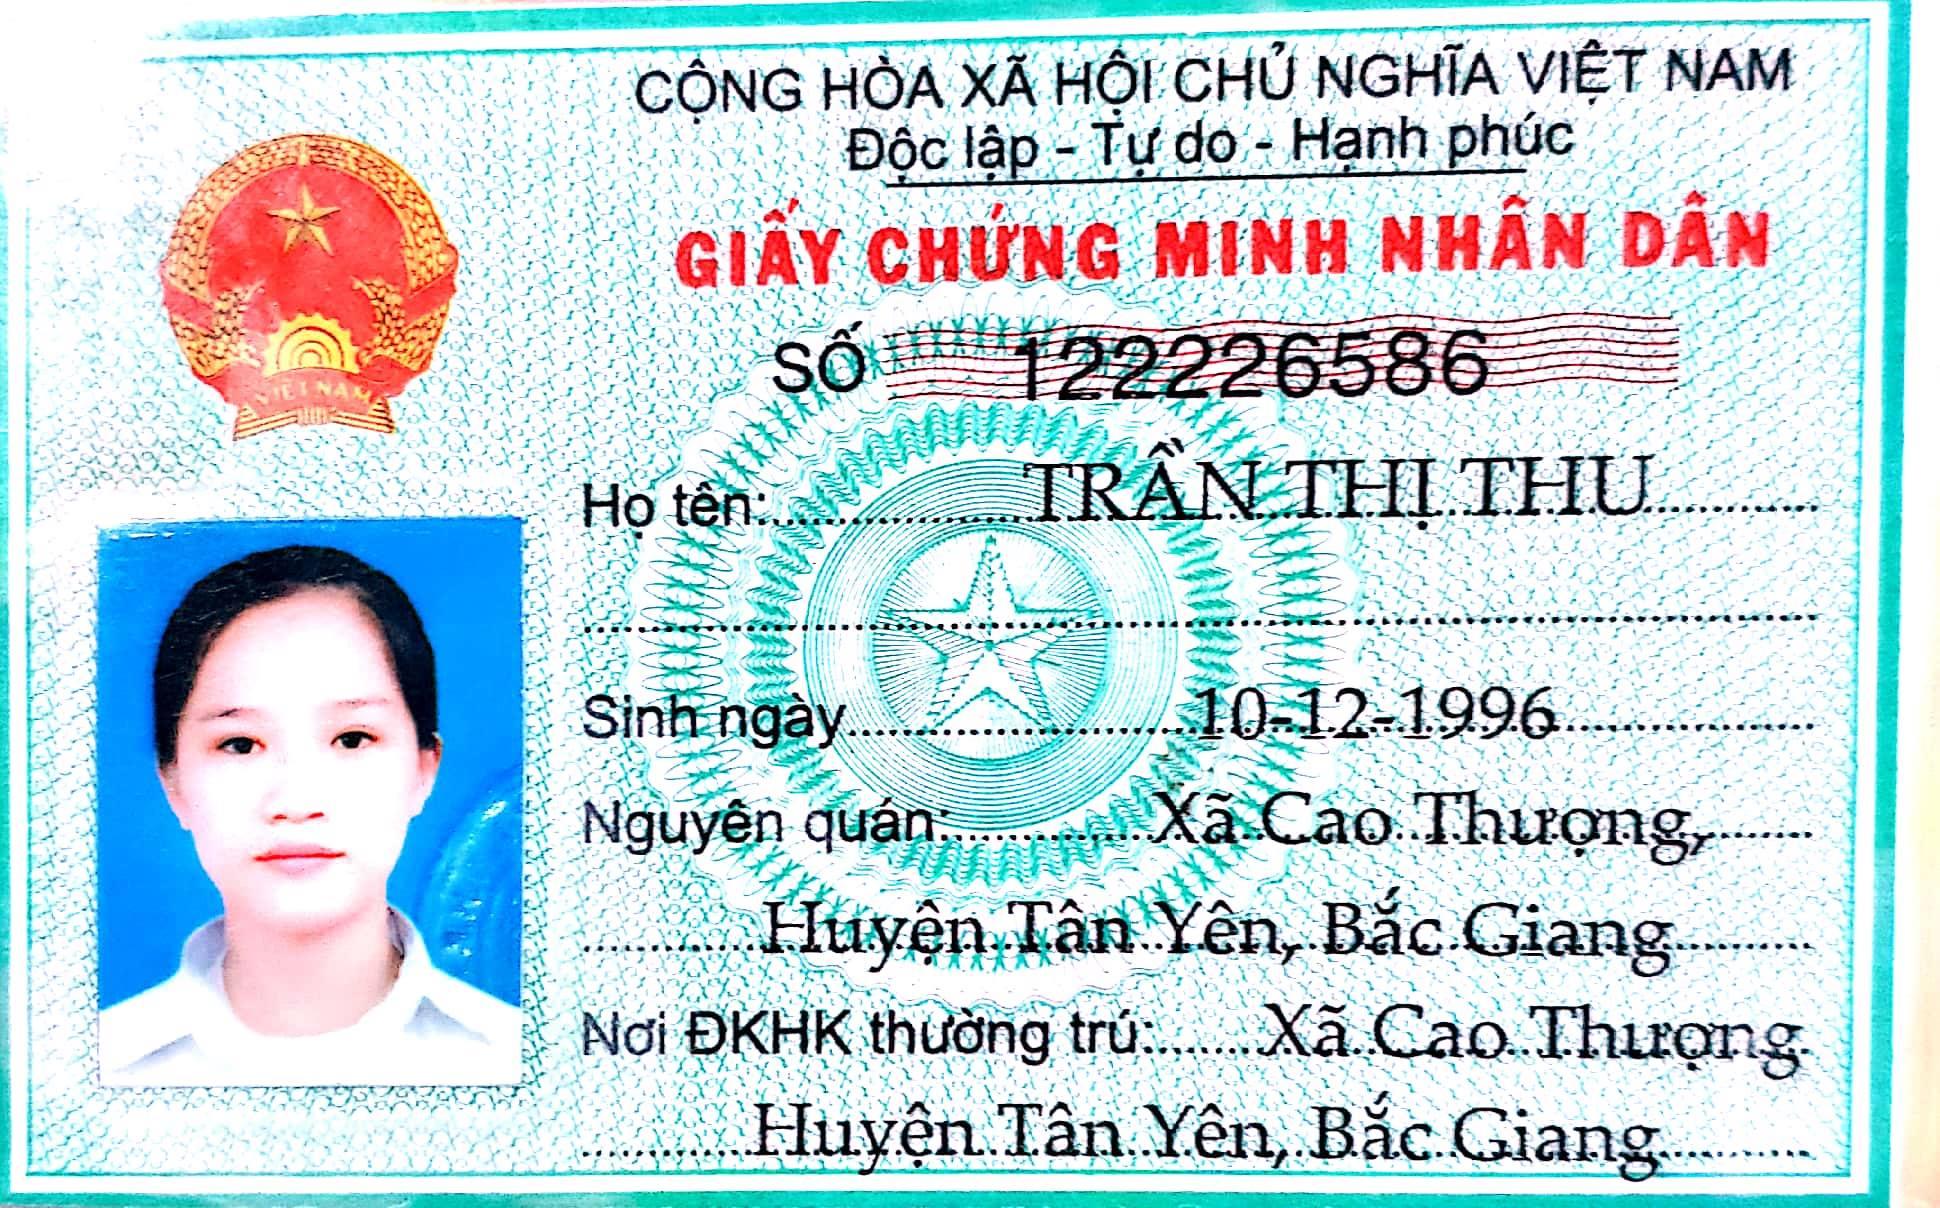 CỘNG HÒA XÃ HỘI CHỦ NGHĨA VIỆT NAM
Độc lập - Tự do - Hạnh phúc
GIẤY CHỨNG MINH NHÂN DÂN
VIỆT NAM
SỐ 122226586
Họ tên: TRẦN THỊ THU
Sinh ngày 10-12-1996
Nguyên quán: Xã Cao Thượng,
Huyện Tân Yên, Bắc Giang
Nơi ĐKHK thường trú: Xã Cao Thượng
Huyện Tân Yên, Bắc Giang